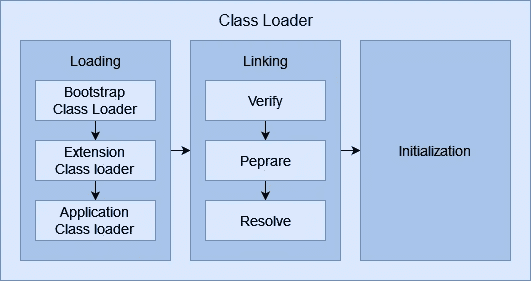 Class Loader
Loading
Bootstrap
Class Loader
Extension
Class loader
Application
Class loader
Linking
Verify
Peprare
Resolve
Initialization